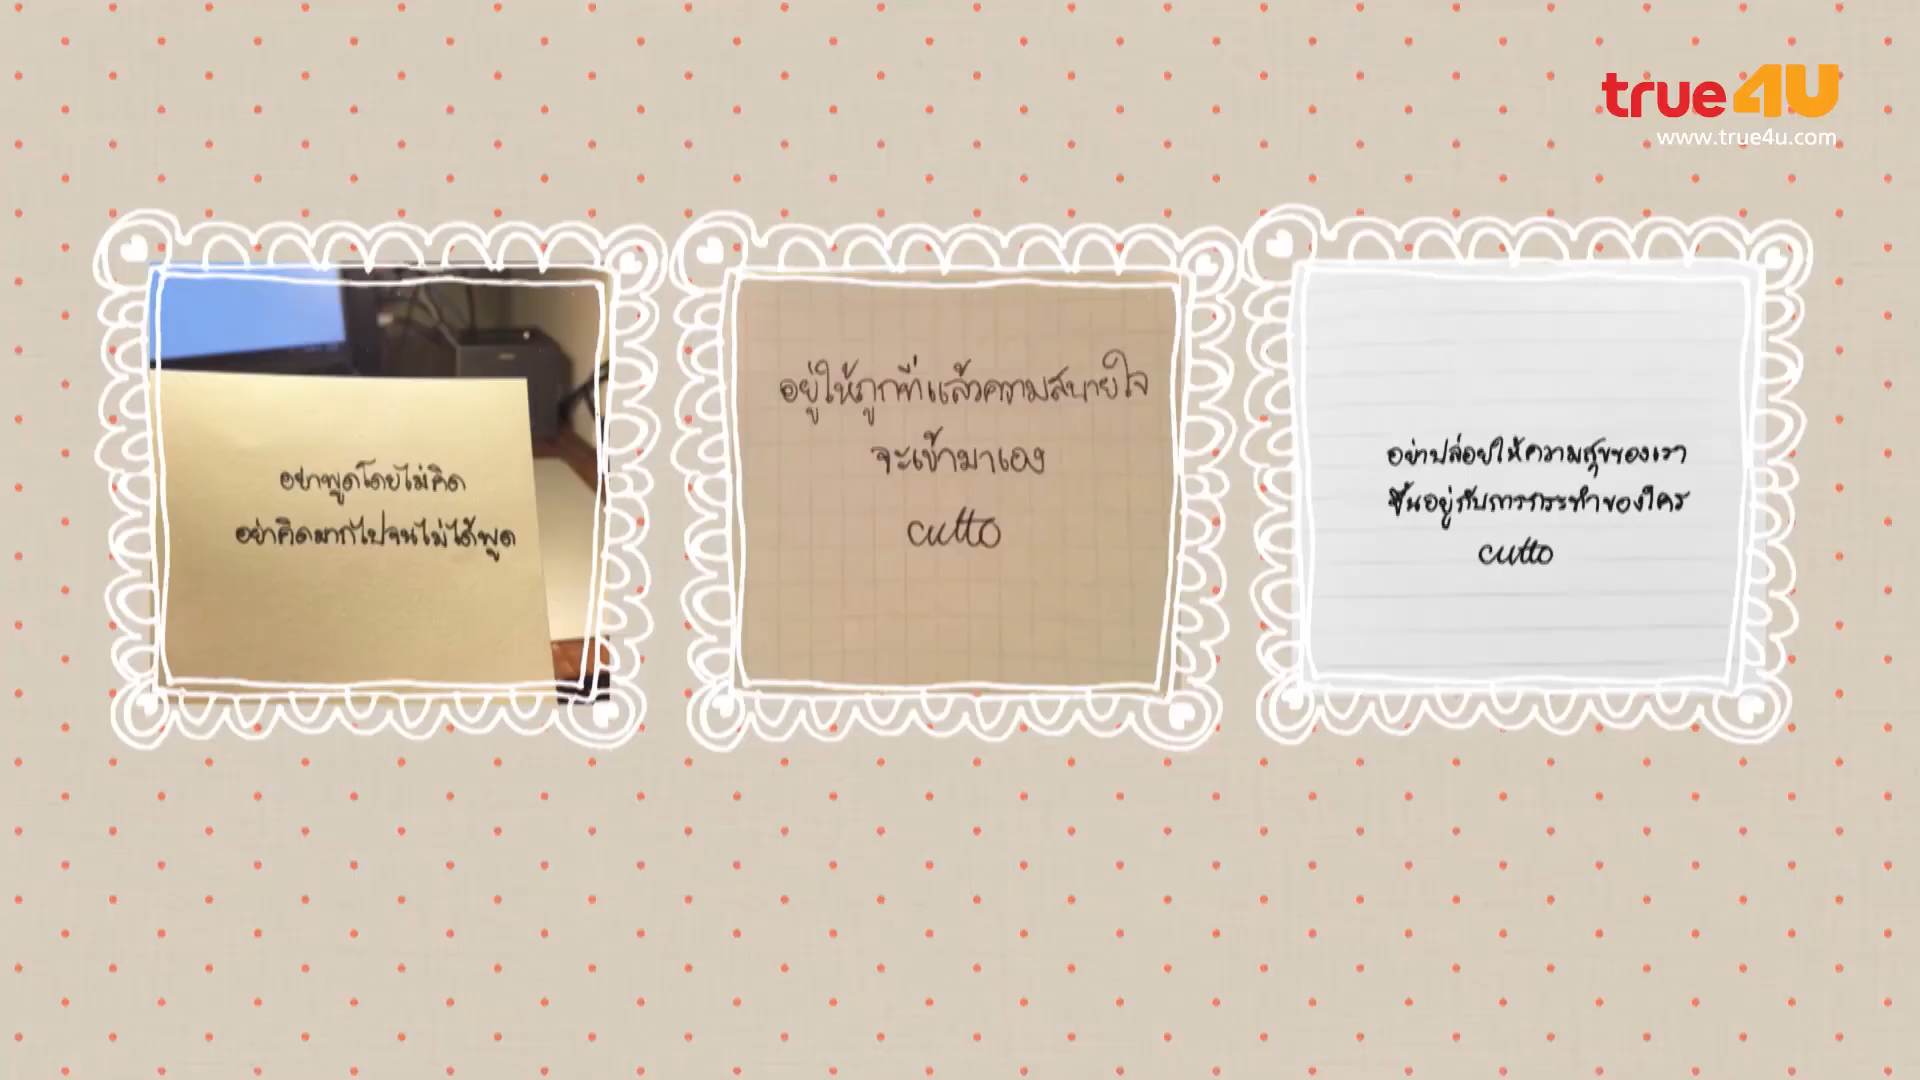 true4U
www.true4u.com
อย่าพูดโดยไม่คิด
อย่าคิดมากไปจนไม่ได้พูด
อยู่ให้ถูกที่แล้วความสบายใจ
จะเข้ามาเอง
cutto
อย่าปล่อยให้ความสุขของเรา
ขึ้นอยู่กับการกระทำของใคร
cutto